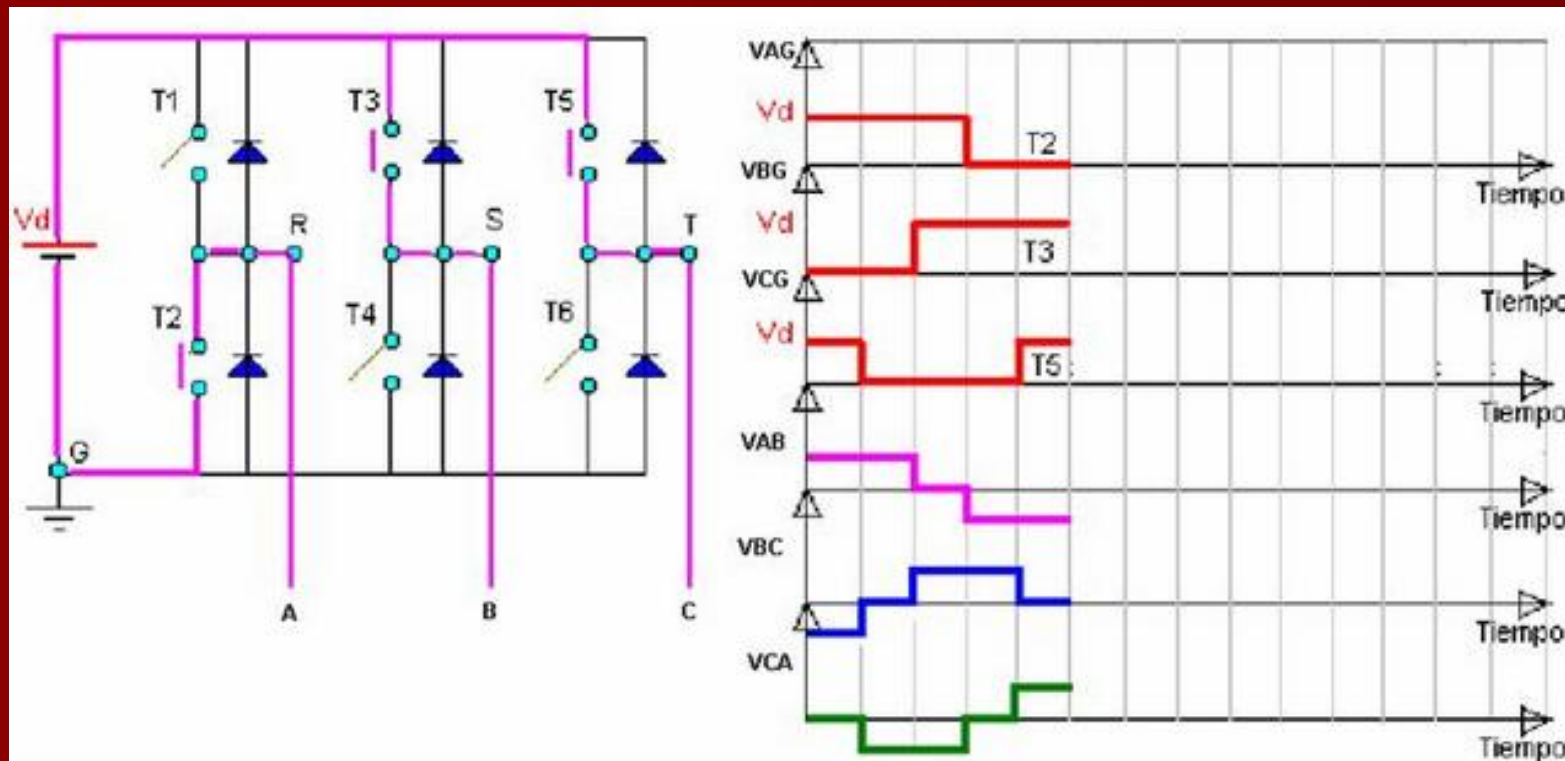 T1
T3
T5
Vd
R
S
T
T2
T4
T6
G
A
B
C
VAG
Vd
T2
VBG
Tiempo
Vd
T3
VCG
Tiempo
Vd
T5
Tiempo
VAB
Tiempo
VBC
Tiempo
VCA
Tiempo